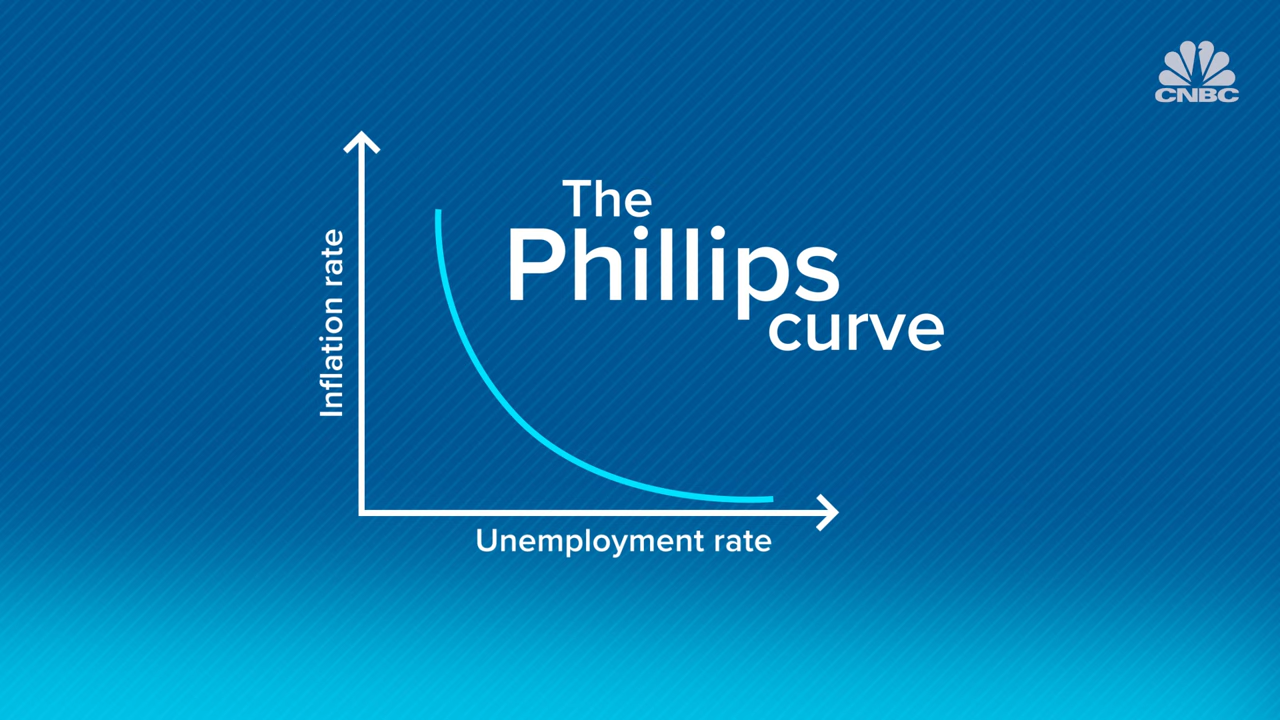 CNBC
The
Phillips
curve
Inflation rate
Unemployment rate